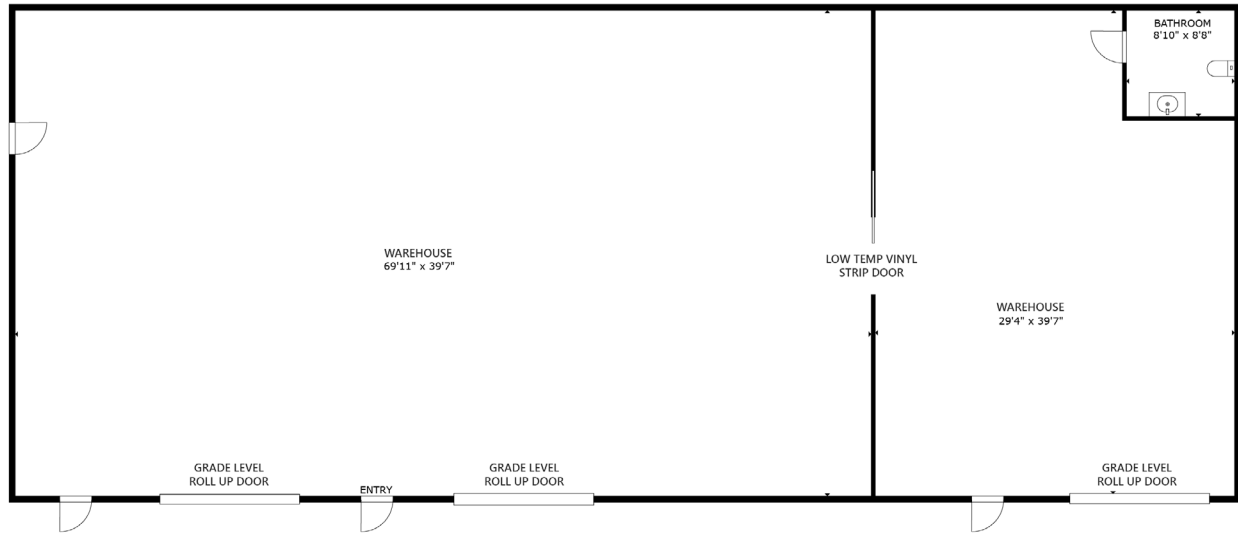 BATHROOM
8'10" x 8'8"
WAREHOUSE
69'11" x 39'7"
LOW TEMP VINYL
STRIP DOOR
WAREHOUSE
29'4" x 39'7"
GRADE LEVEL
ROLL UP DOOR
ENTRY
GRADE LEVEL
ROLL UP DOOR
GRADE LEVEL
ROLL UP DOOR